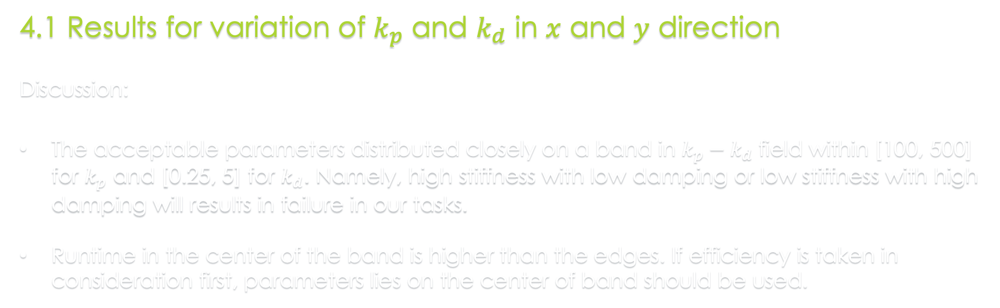 4.1 Results for variation of k_p and k_d in x and y direction
Discussion:
• The acceptable parameters distributed closely on a band in k_p − k_d field within [100, 500]
for k_p and [0.25, 5] for k_d. Namely, high stiffness with low damping or low stiffness with high
damping will results in failure in our tasks.
• Runtime in the center of the band is higher than the edges. If efficiency is taken in
consideration first, parameters lies on the center of band should be used.